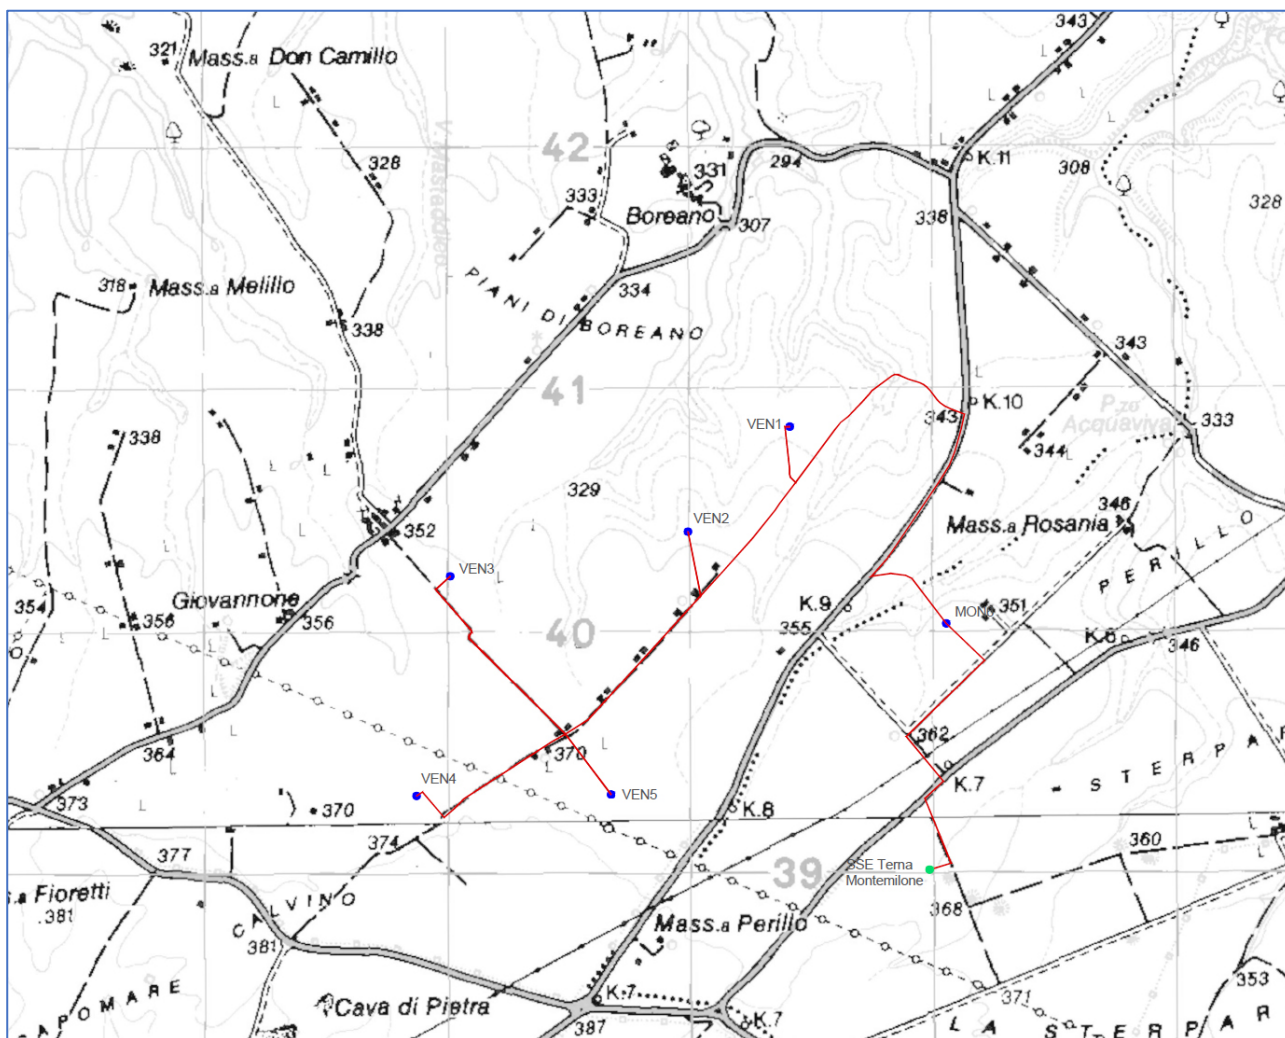 343
321
Mass.a Don Camillo
42
K.11
294
331
328
308
333
328
Boreano
338
307
318
Mass.a Melillo
334
PIANI DI BOREANO
338
343
41
K.10
343
P.zo
Acquaviva
333
VEN1
338
344
329
346
352
VEN2
Mass.a Rosania
PERILLO
VEN3
Giovannone
354
356
356
K.9
351
MON
40
355
K.6
346
362
364
370
K.7
STERPAR
373
VEN4
VEN5
370
K.8
374
360
377
39
SSE Terna
Montemilone
s.a Fioretti
.381
CALVINO
368
Mass.a Perillo
381
353
371
APOMARE
K.7
Cava di Pietra
387
K.7
LA STERPAR